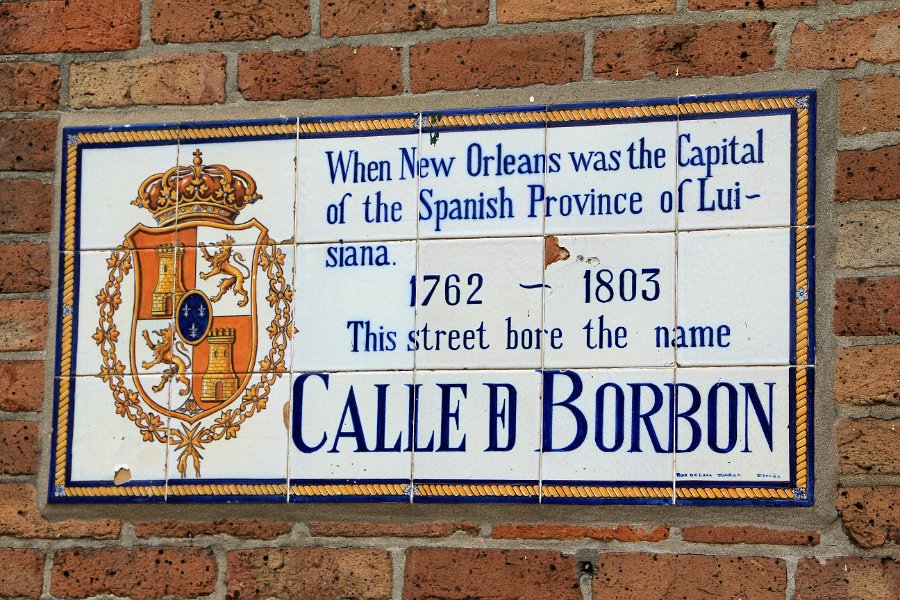 When New Orleans was the Capital
of the Spanish Province of Lui~
siana.
1762 ~ 1803
This street bore the name
CALLE D BORBON